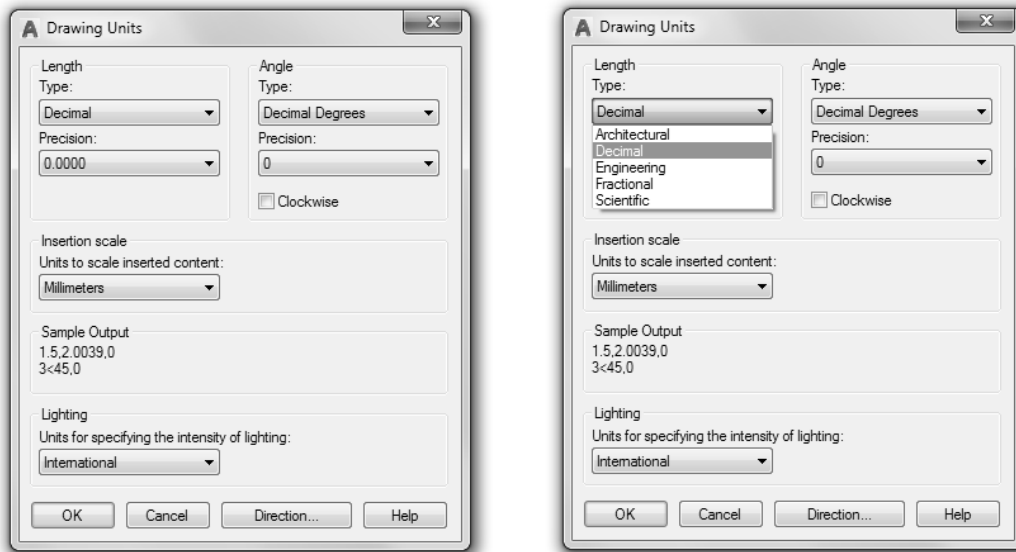 Drawing Units
Length
Type:
Decimal
Precision:
0.0000
Angle
Type:
Decimal Degrees
Precision:
0
Clockwise
Insertion scale
Units to scale inserted content:
Millimeters
Sample Output
1.5,2.0039,0
3<45,0
Lighting
Units for specifying the intensity of lighting:
International
OK Cancel Direction... Help
Drawing Units
Length
Type:
Decimal
Architectural
Decimal
Engineering
Fractional
Scientific
Angle
Type:
Decimal Degrees
Precision:
0
Clockwise
Insertion scale
Units to scale inserted content:
Millimeters
Sample Output
1.5,2.0039,0
3<45,0
Lighting
Units for specifying the intensity of lighting:
International
OK Cancel Direction... Help